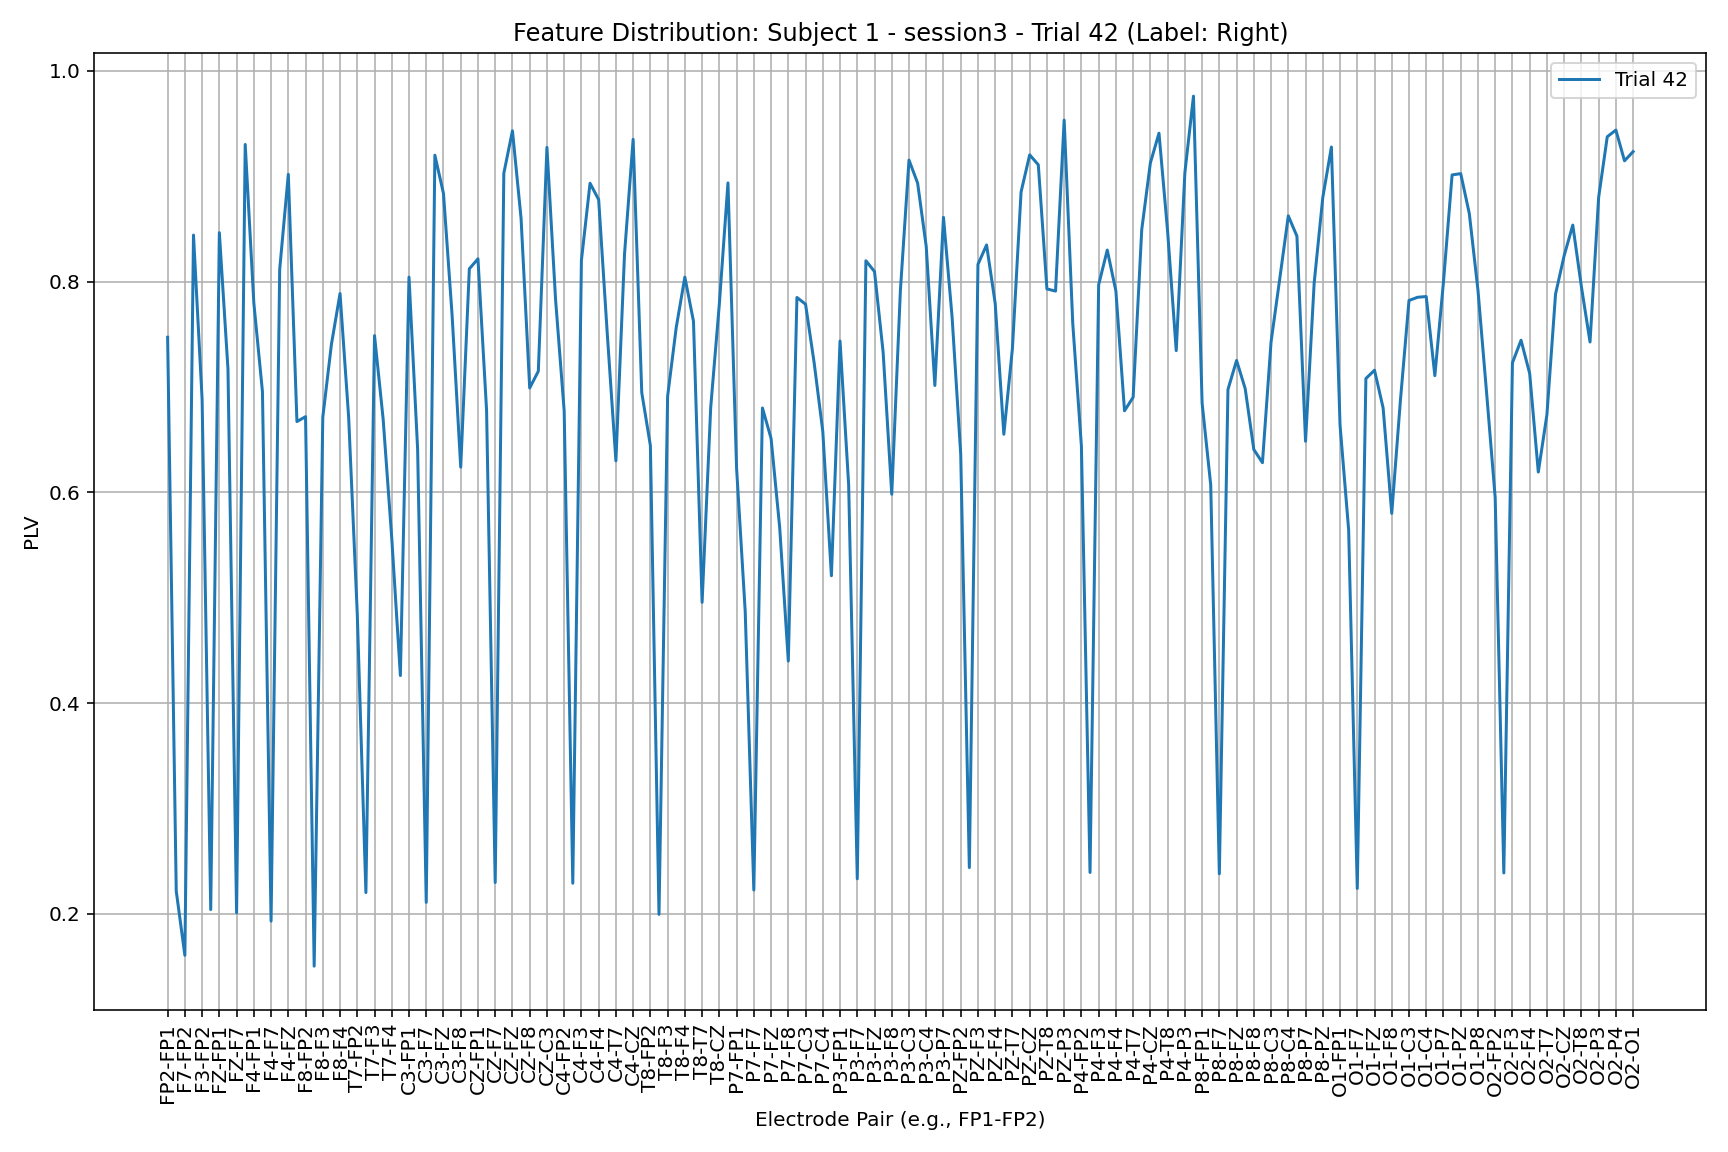 Feature Distribution: Subject 1 - session3 - Trial 42 (Label: Right)
Trial 42
1.0
0.8
0.6
0.4
0.2
PLV
FP2-FP1
F7-FP2
F3-FP2
FZ-FP1
FZ-F7
F4-FP1
F4-F7
F4-FZ
F8-FP2
F8-F3
F8-F4
T7-FP2
T7-F3
T7-F4
C3-FP1
C3-F7
C3-FZ
C3-F8
CZ-FP1
CZ-F7
CZ-FZ
CZ-F8
CZ-C3
C4-FP2
C4-F3
C4-F4
C4-T7
C4-CZ
T8-FP2
T8-F3
T8-F4
T8-T7
T8-CZ
P7-FP1
P7-F7
P7-FZ
P7-F8
P7-C3
P7-C4
P3-FP1
P3-F7
P3-FZ
P3-F8
P3-C3
P3-C4
P3-P7
PZ-FP2
PZ-F3
PZ-F4
PZ-T7
PZ-CZ
PZ-T8
PZ-P3
P4-FP2
P4-F3
P4-F4
P4-T7
P4-CZ
P4-T8
P4-P3
P8-FP1
P8-F7
P8-FZ
P8-F8
P8-C3
P8-C4
P8-P7
P8-PZ
O1-FP1
O1-F7
O1-FZ
O1-F8
O1-C3
O1-C4
O1-P7
O1-PZ
O1-P8
O2-FP2
O2-F3
O2-F4
O2-T7
O2-CZ
O2-T8
O2-P3
O2-P4
O2-O1
Electrode Pair (e.g., FP1-FP2)